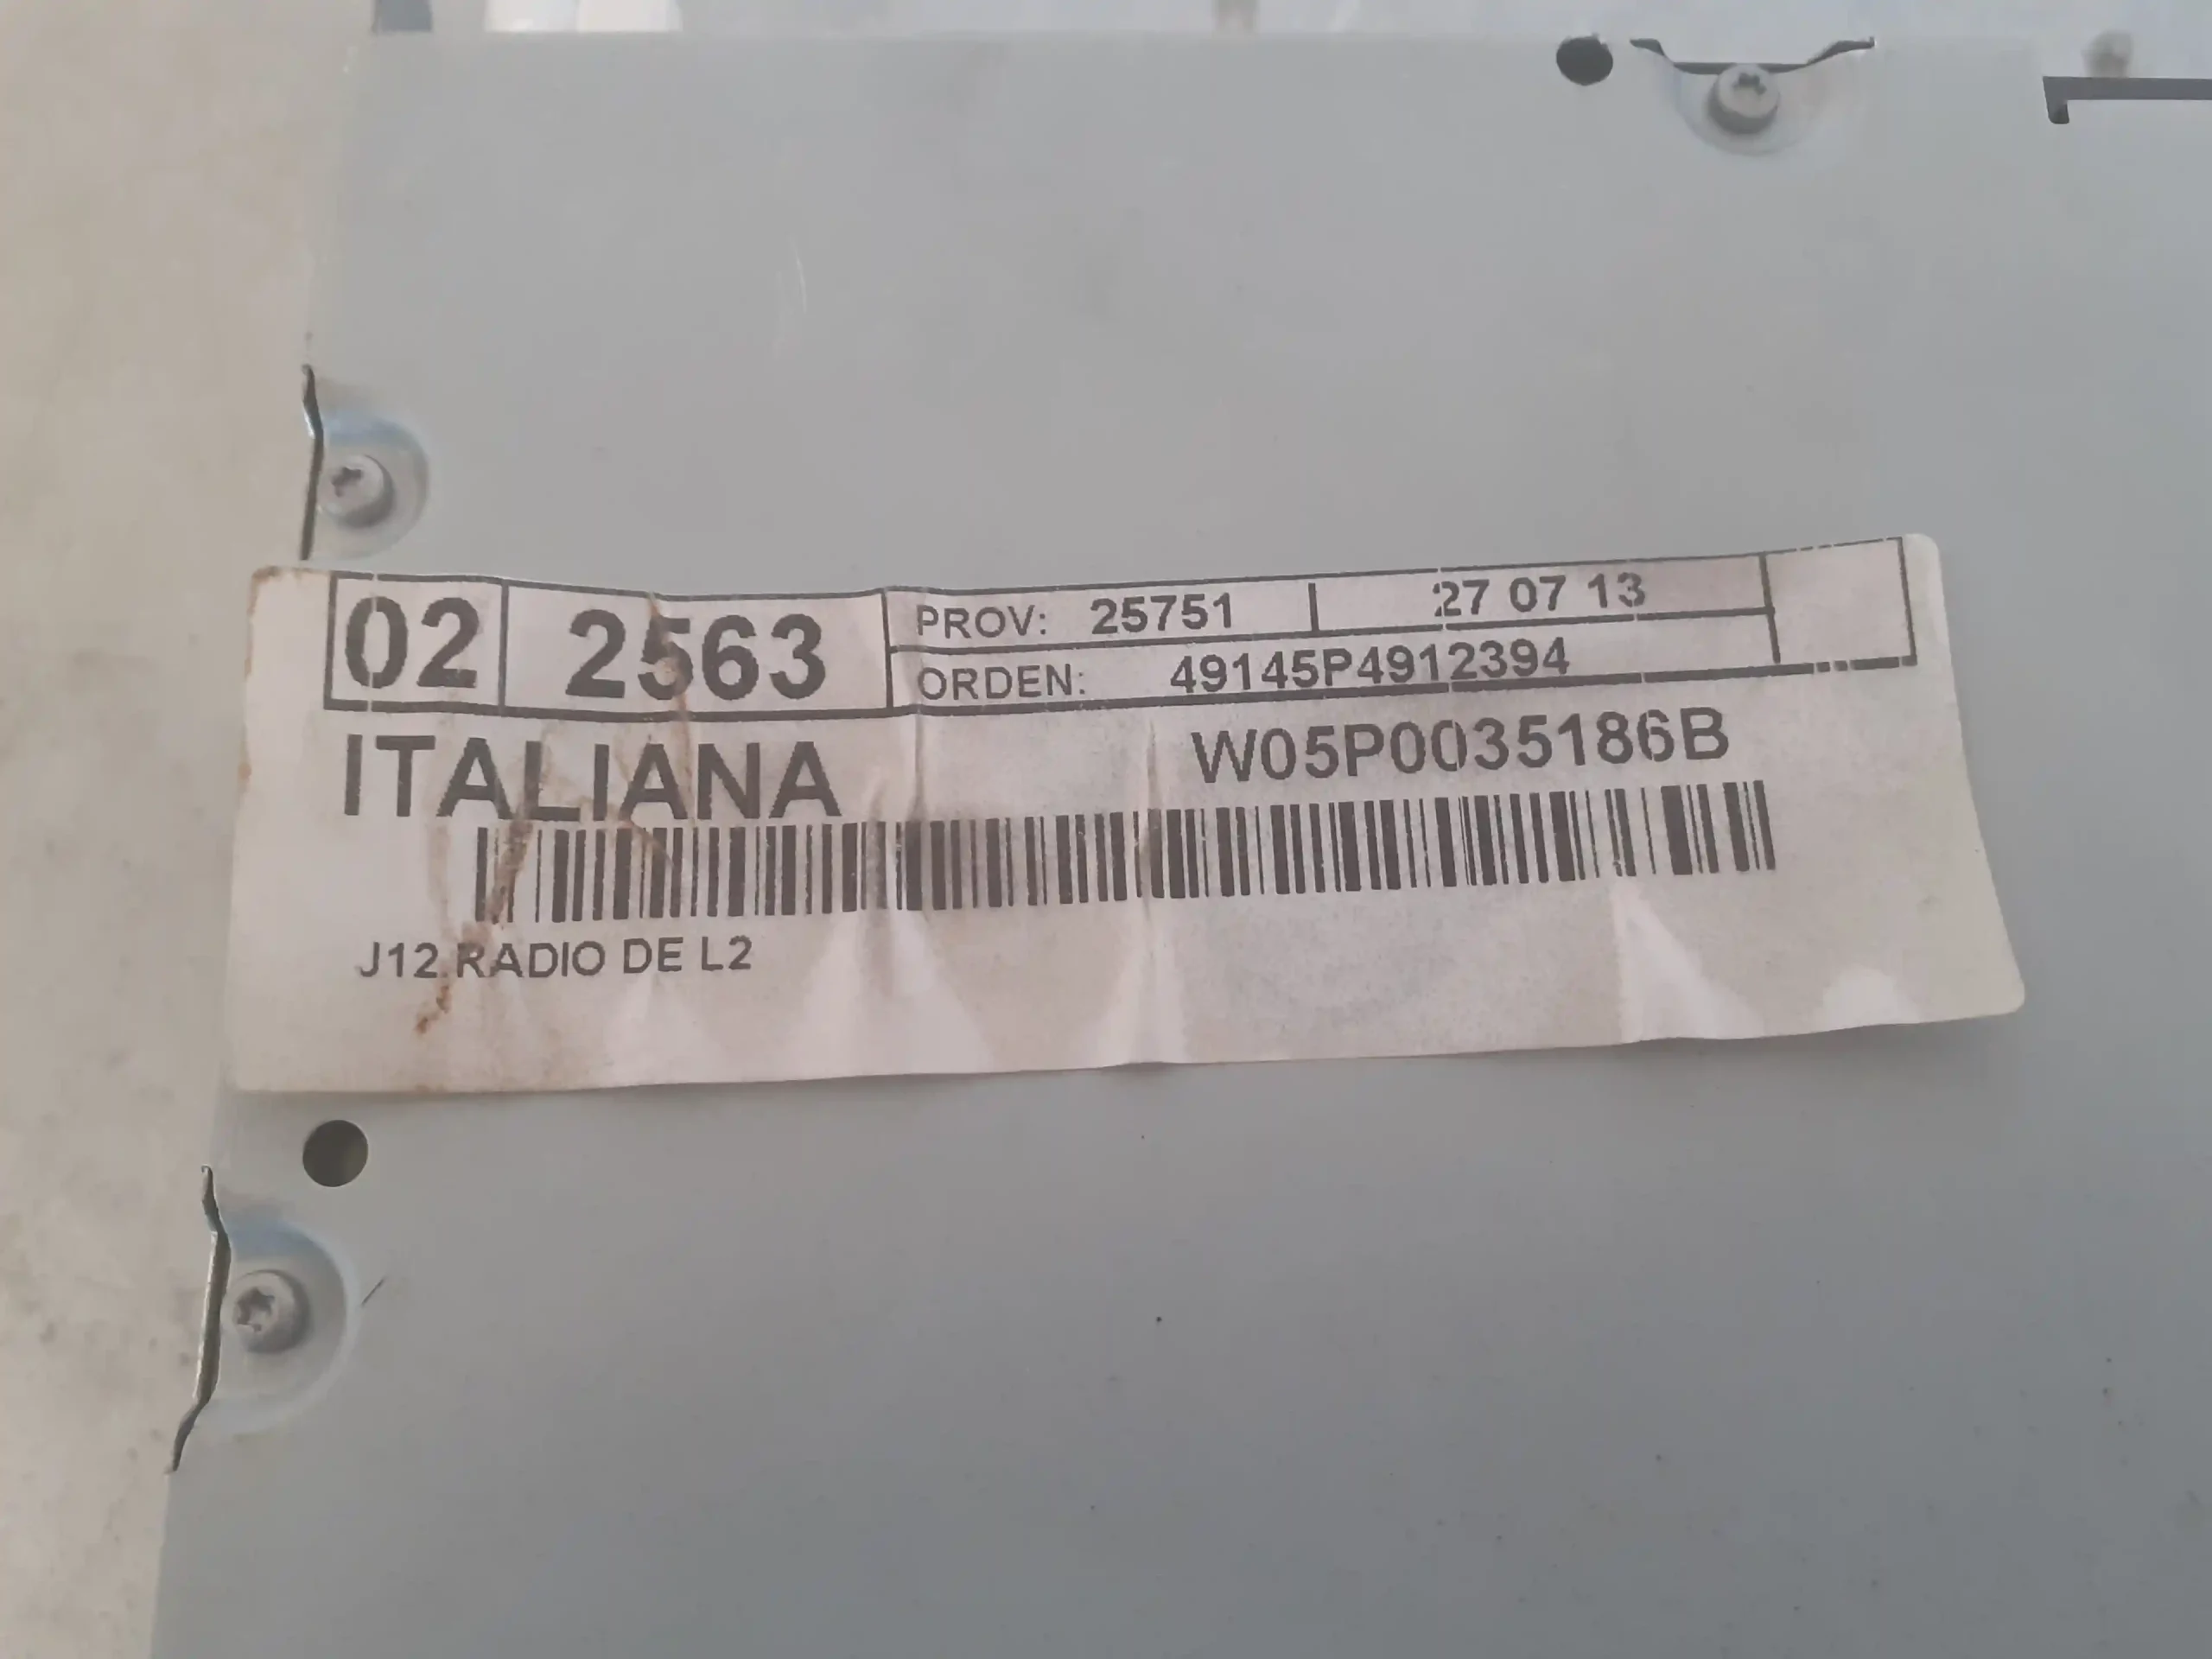 02 2563 PROV: 25751 27 07 13
ORDEN: 49145P4912394
ITALIANA W05P0035186B
J12 RADIO DE L2